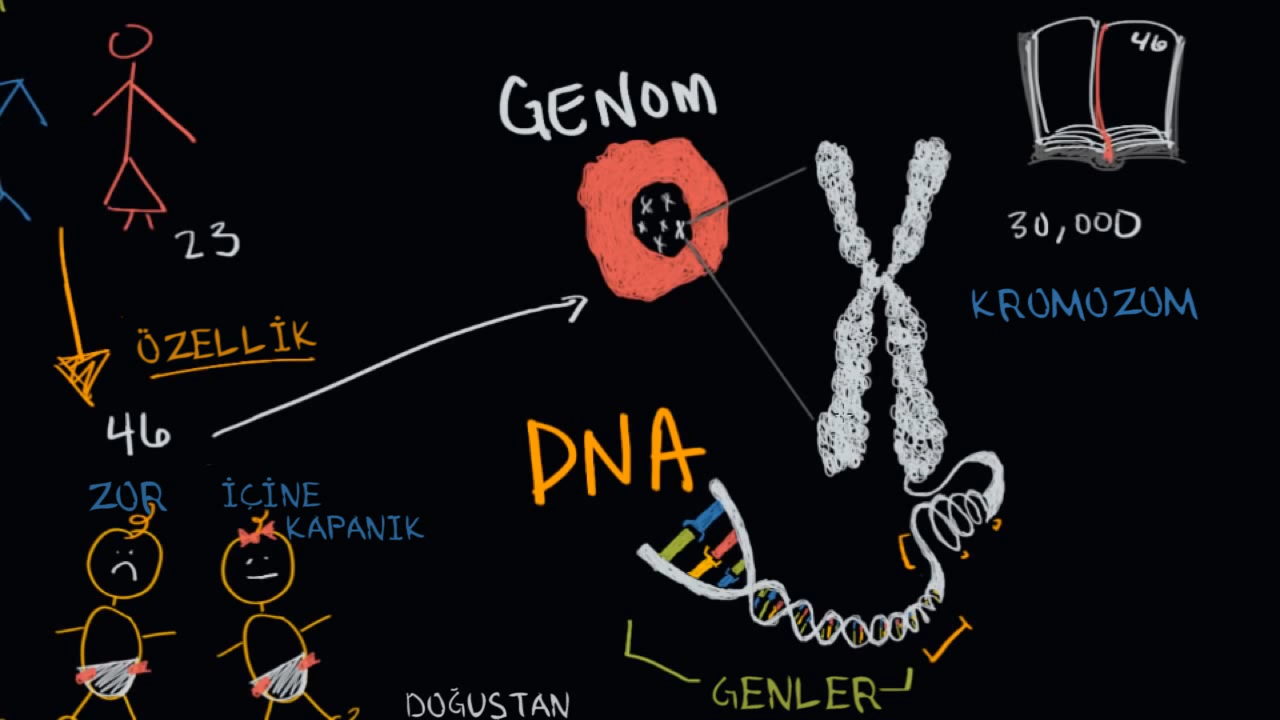 GENOM
46
23
30,000
KROMOZOM
ÖZELLİK
46
DNA
ZOR
İÇİNE
KAPANIK
GENLER
DOĞUSTAN